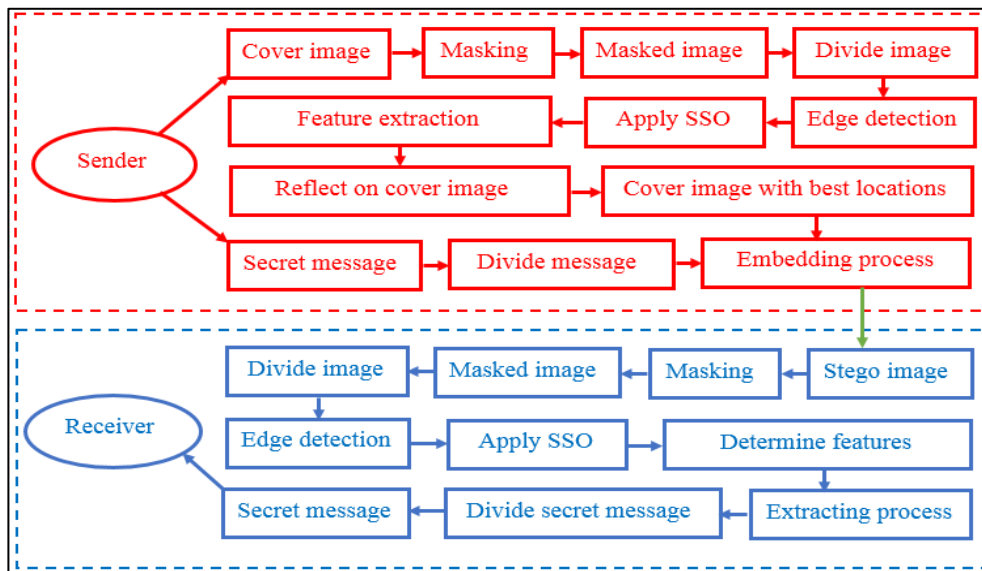 Cover image
Masking
Masked image
Divide image
Feature extraction
Apply SSO
Edge detection
Sender
Reflect on cover image
Cover image with best locations
Secret message
Divide message
Embedding process
Divide image
Masked image
Masking
Stego image
Receiver
Edge detection
Apply SSO
Determine features
Secret message
Divide secret message
Extracting process